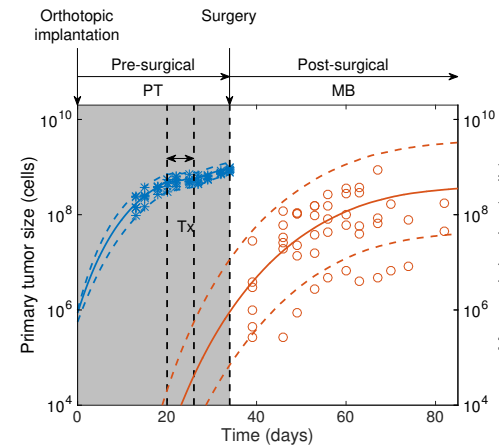 Orthotopic
implantation
Surgery
Pre-surgical
Post-surgical
PT
MB
Tx
Primary tumor size (cells)
10^10
10^8
10^6
10^4
10^10
10^8
10^6
10^4
0
20
40
60
80
Time (days)